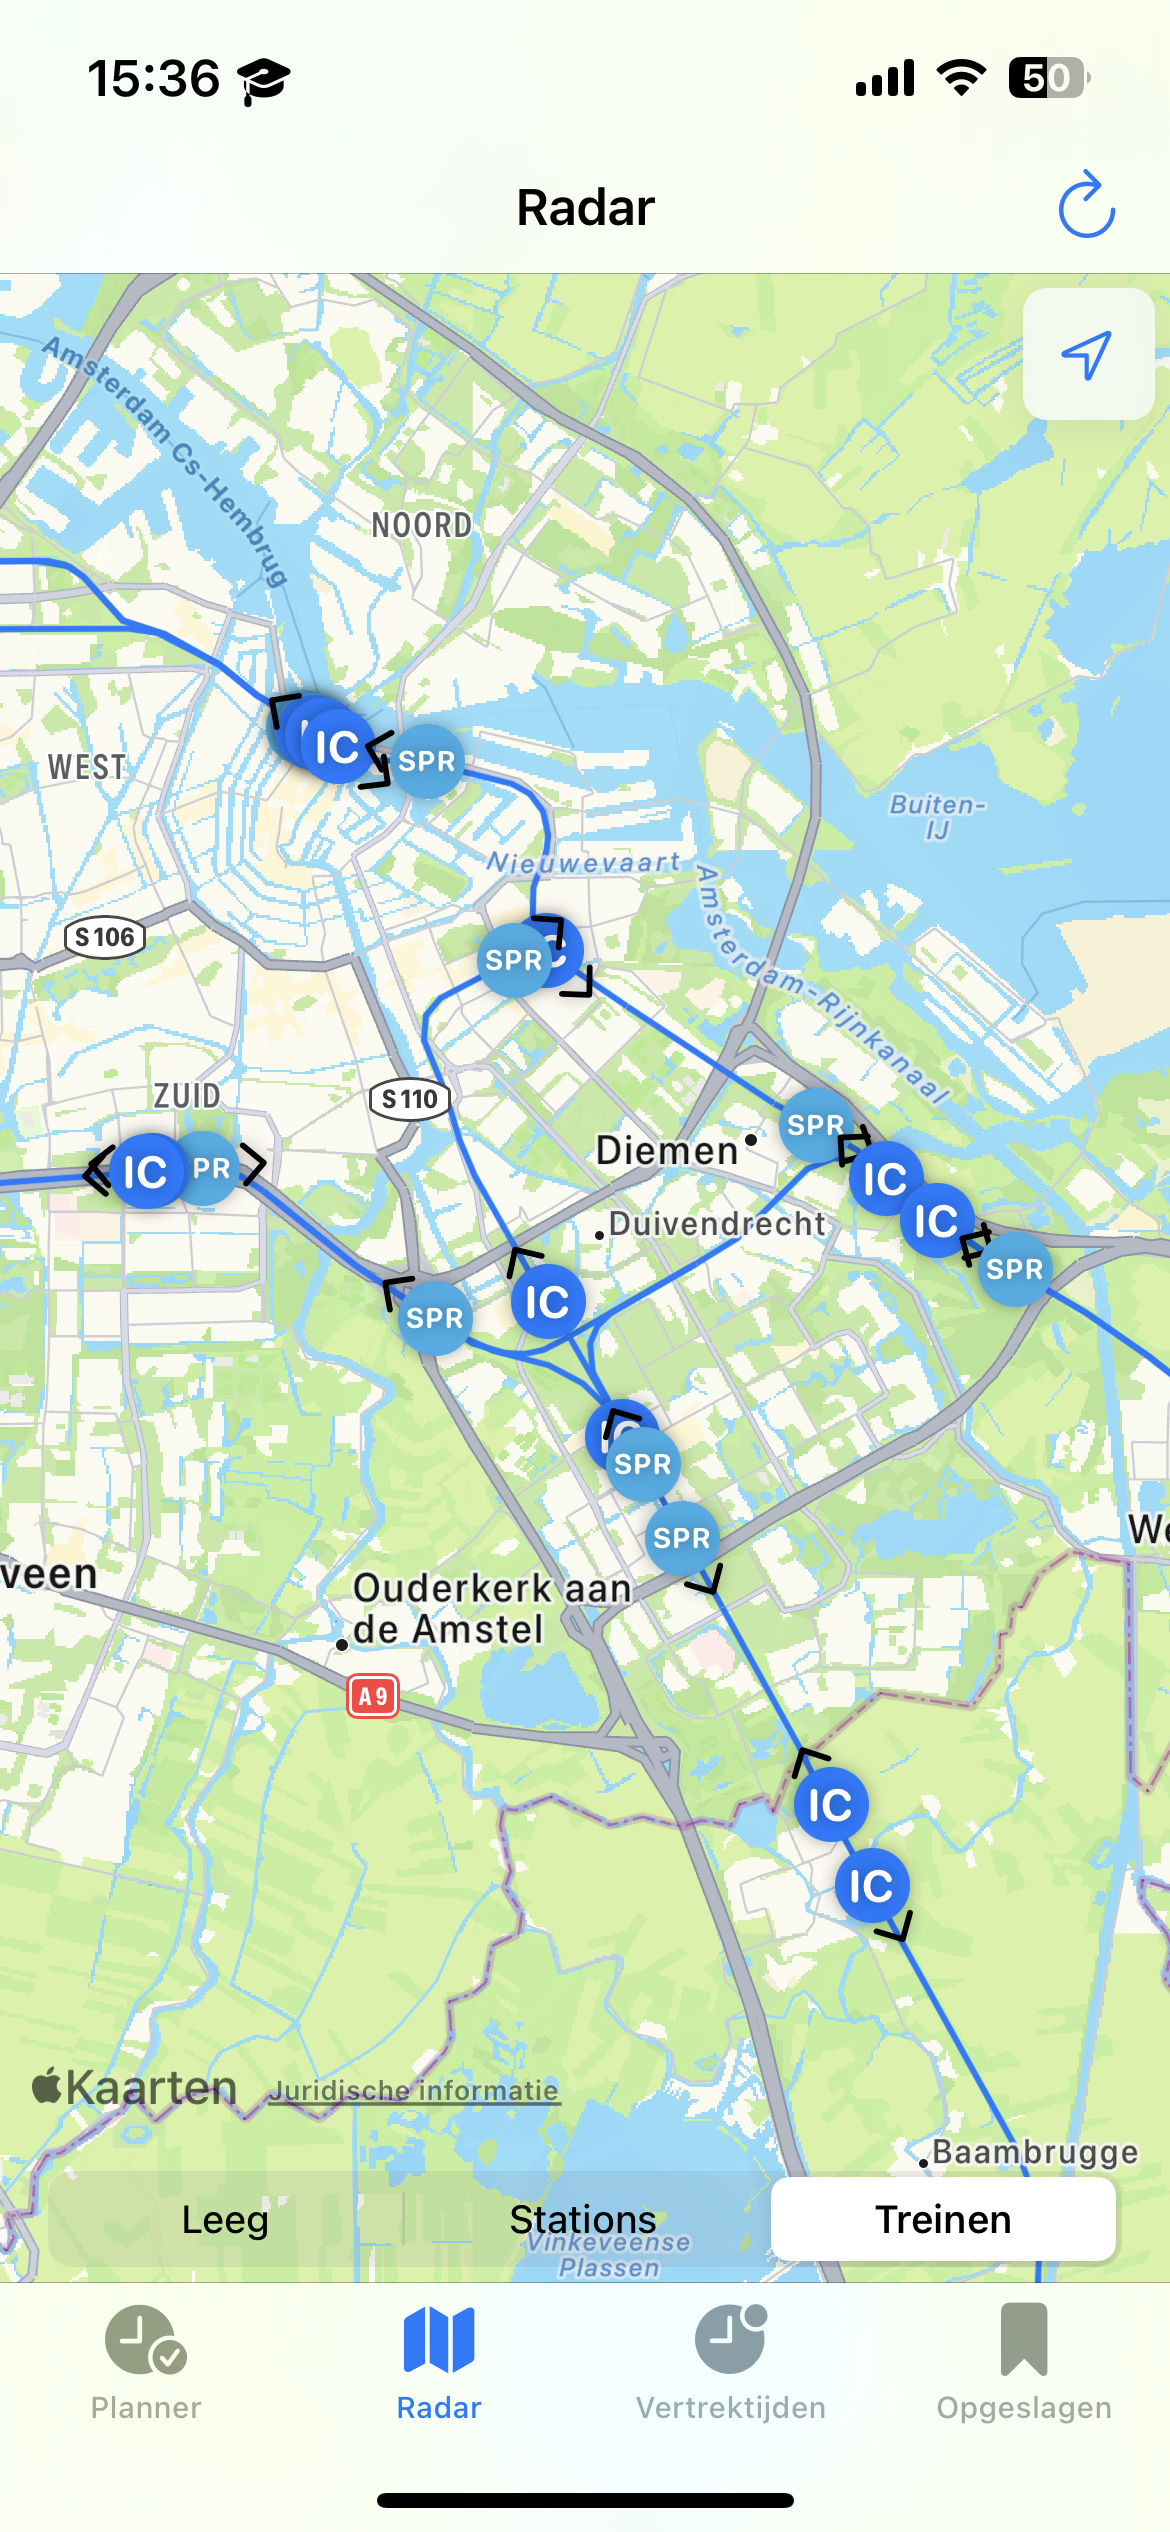 15:36
50
Radar
Amsterdam Cs-Hembrug
NOORD
WEST
IC
SPR
Buiten-
IJ
Nieuwevaart
S 106
SPR
Amsterdam-Rijnkanaal
ZUID
S 110
SPR
Diemen
IC
PR
IC
Duivendrecht
IC
SPR
IC
SPR
SPR
SPR
Ouderkerk aan
de Amstel
veen
We
A 9
IC
IC
Kaarten
Juridische informatie
Baambrugge
Leeg
Stations
Treinen
Vinkeveense
Plassen
Planner
Radar
Vertrektijden
Opgeslagen